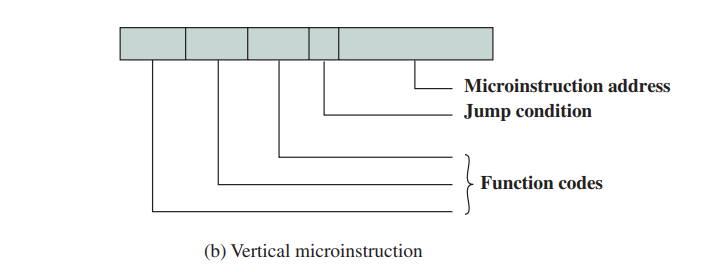 Microinstruction address
Jump condition
Function codes
(b) Vertical microinstruction